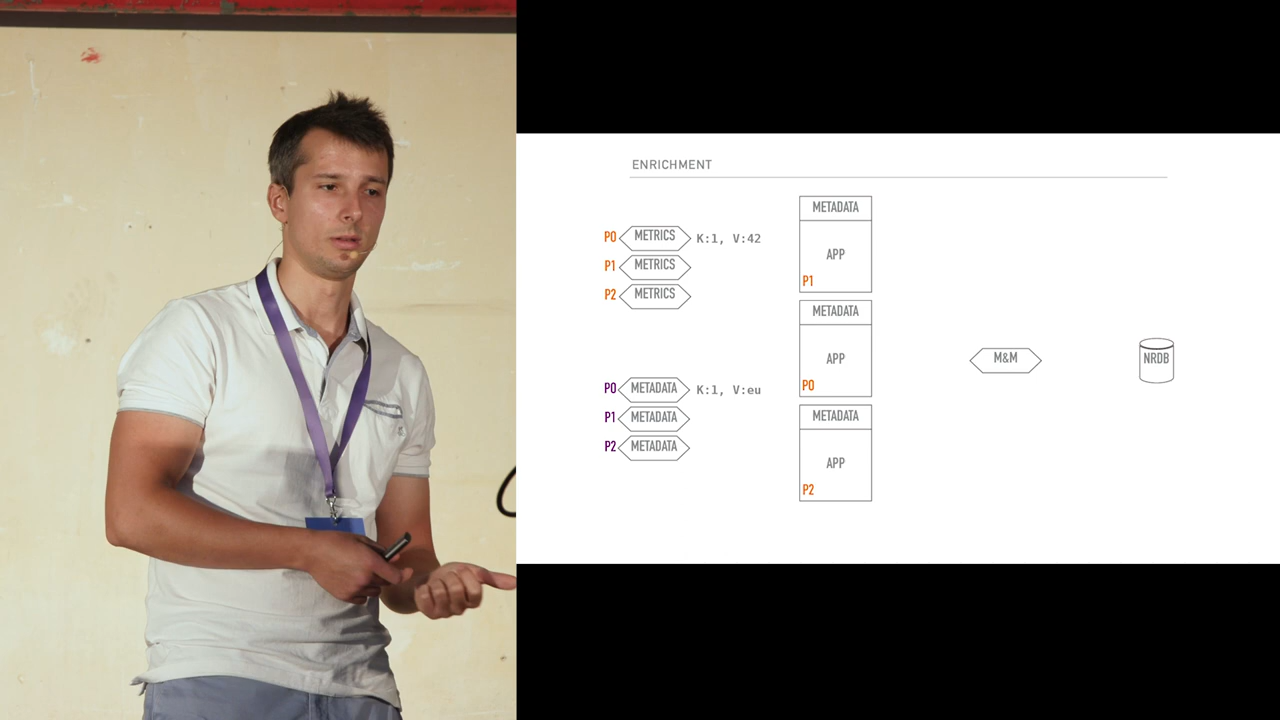 ENRICHMENT
P0 METRICS K:1, V:42
P1 METRICS
P2 METRICS
P0 METADATA K:1, V:eu
P1 METADATA
P2 METADATA
METADATA
APP
P1
METADATA
APP
P0
METADATA
APP
P2
M&M
NRDB